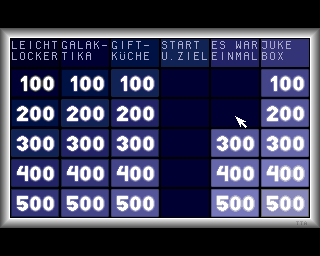 LEICHT GALAK- GIFT- START ES WAR JUKE
LOCKER TIKA KÜCHE U.ZIEL EINMAL BOX
100 100 100 100
200 200 200 200
300 300 300 300 300
400 400 400 400 400
500 500 500 500 500